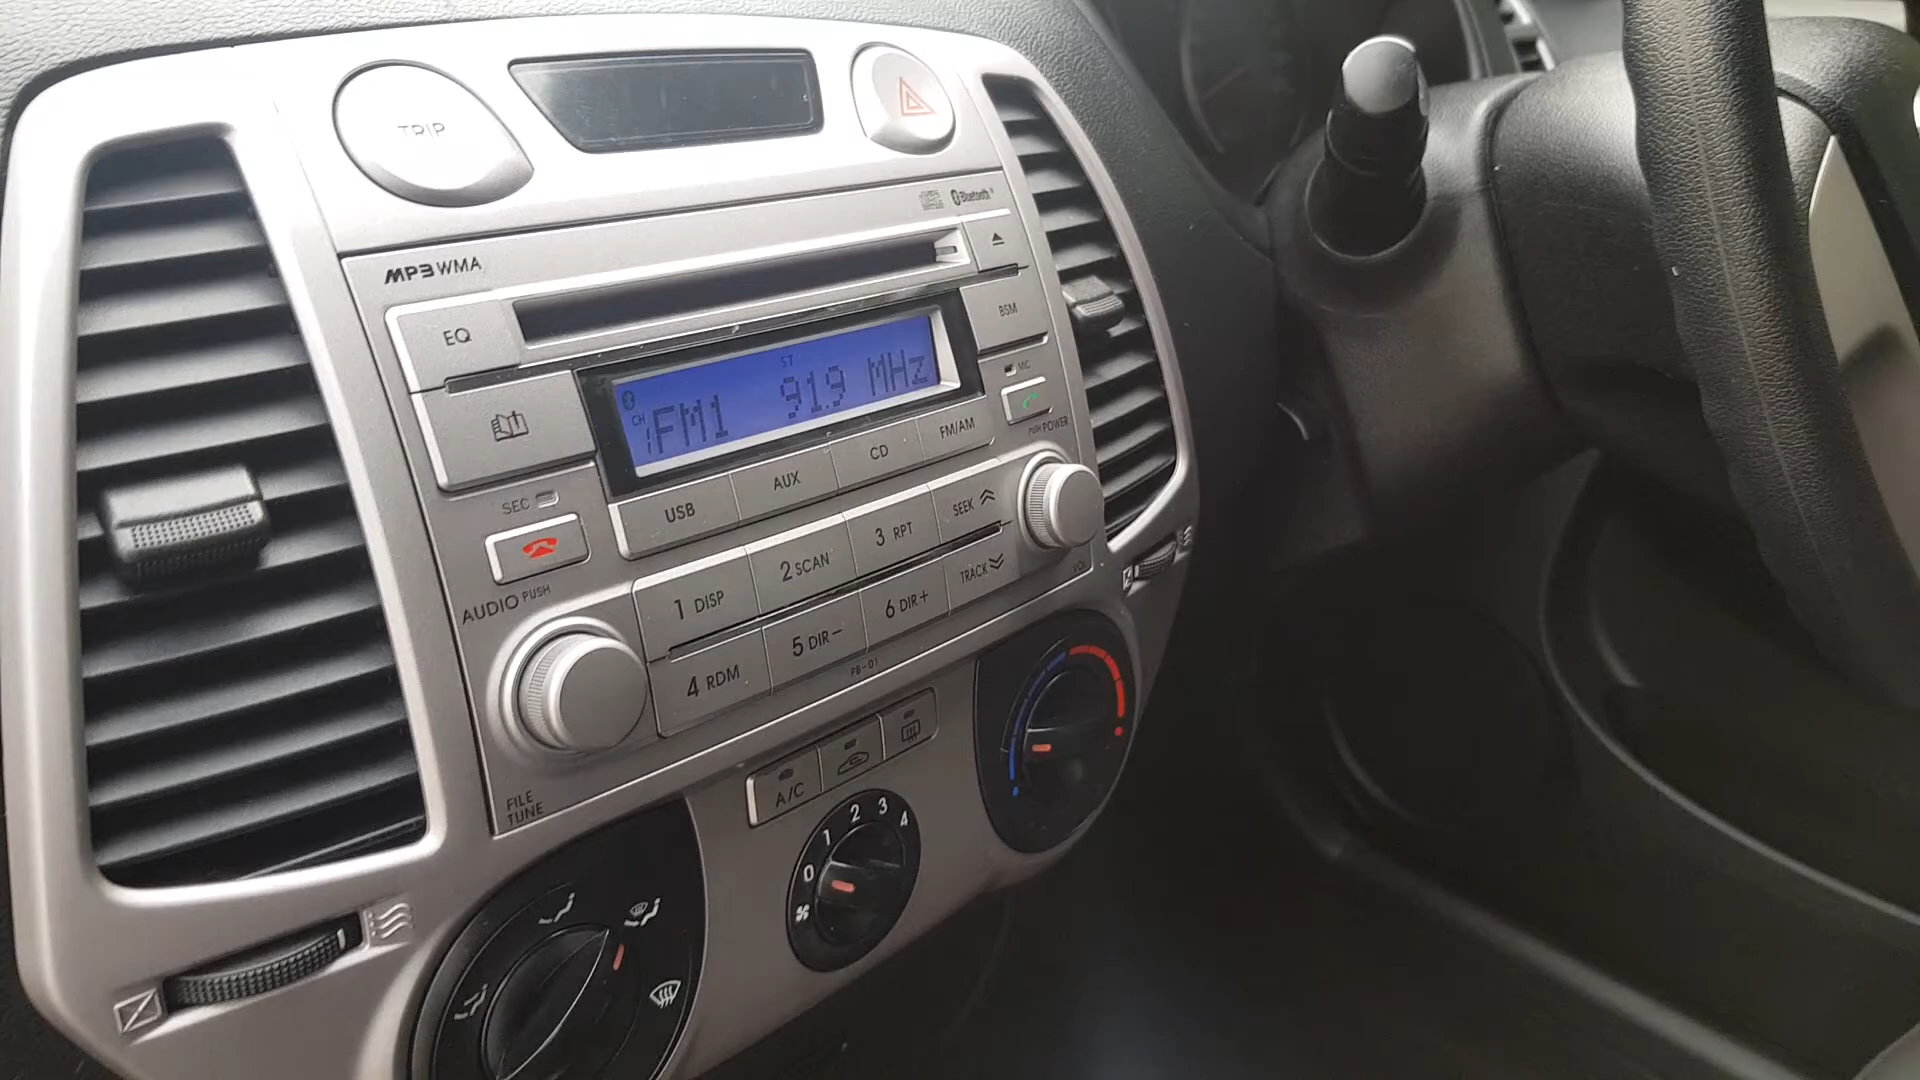 TRIP
Bluetooth
MP3 WMA
EQ
BSM
ST
CH
1 FM1 91.9 MHz
MIC
PUSH POWER
SEC
USB
AUX
CD
FM/AM
AUDIO PUSH
1 DISP
2 SCAN
3 RPT
SEEK
4 RDM
5 DIR-
6 DIR+
TRACK
VOL
PB-01
FILE
TUNE
A/C
0 1 2 3 4